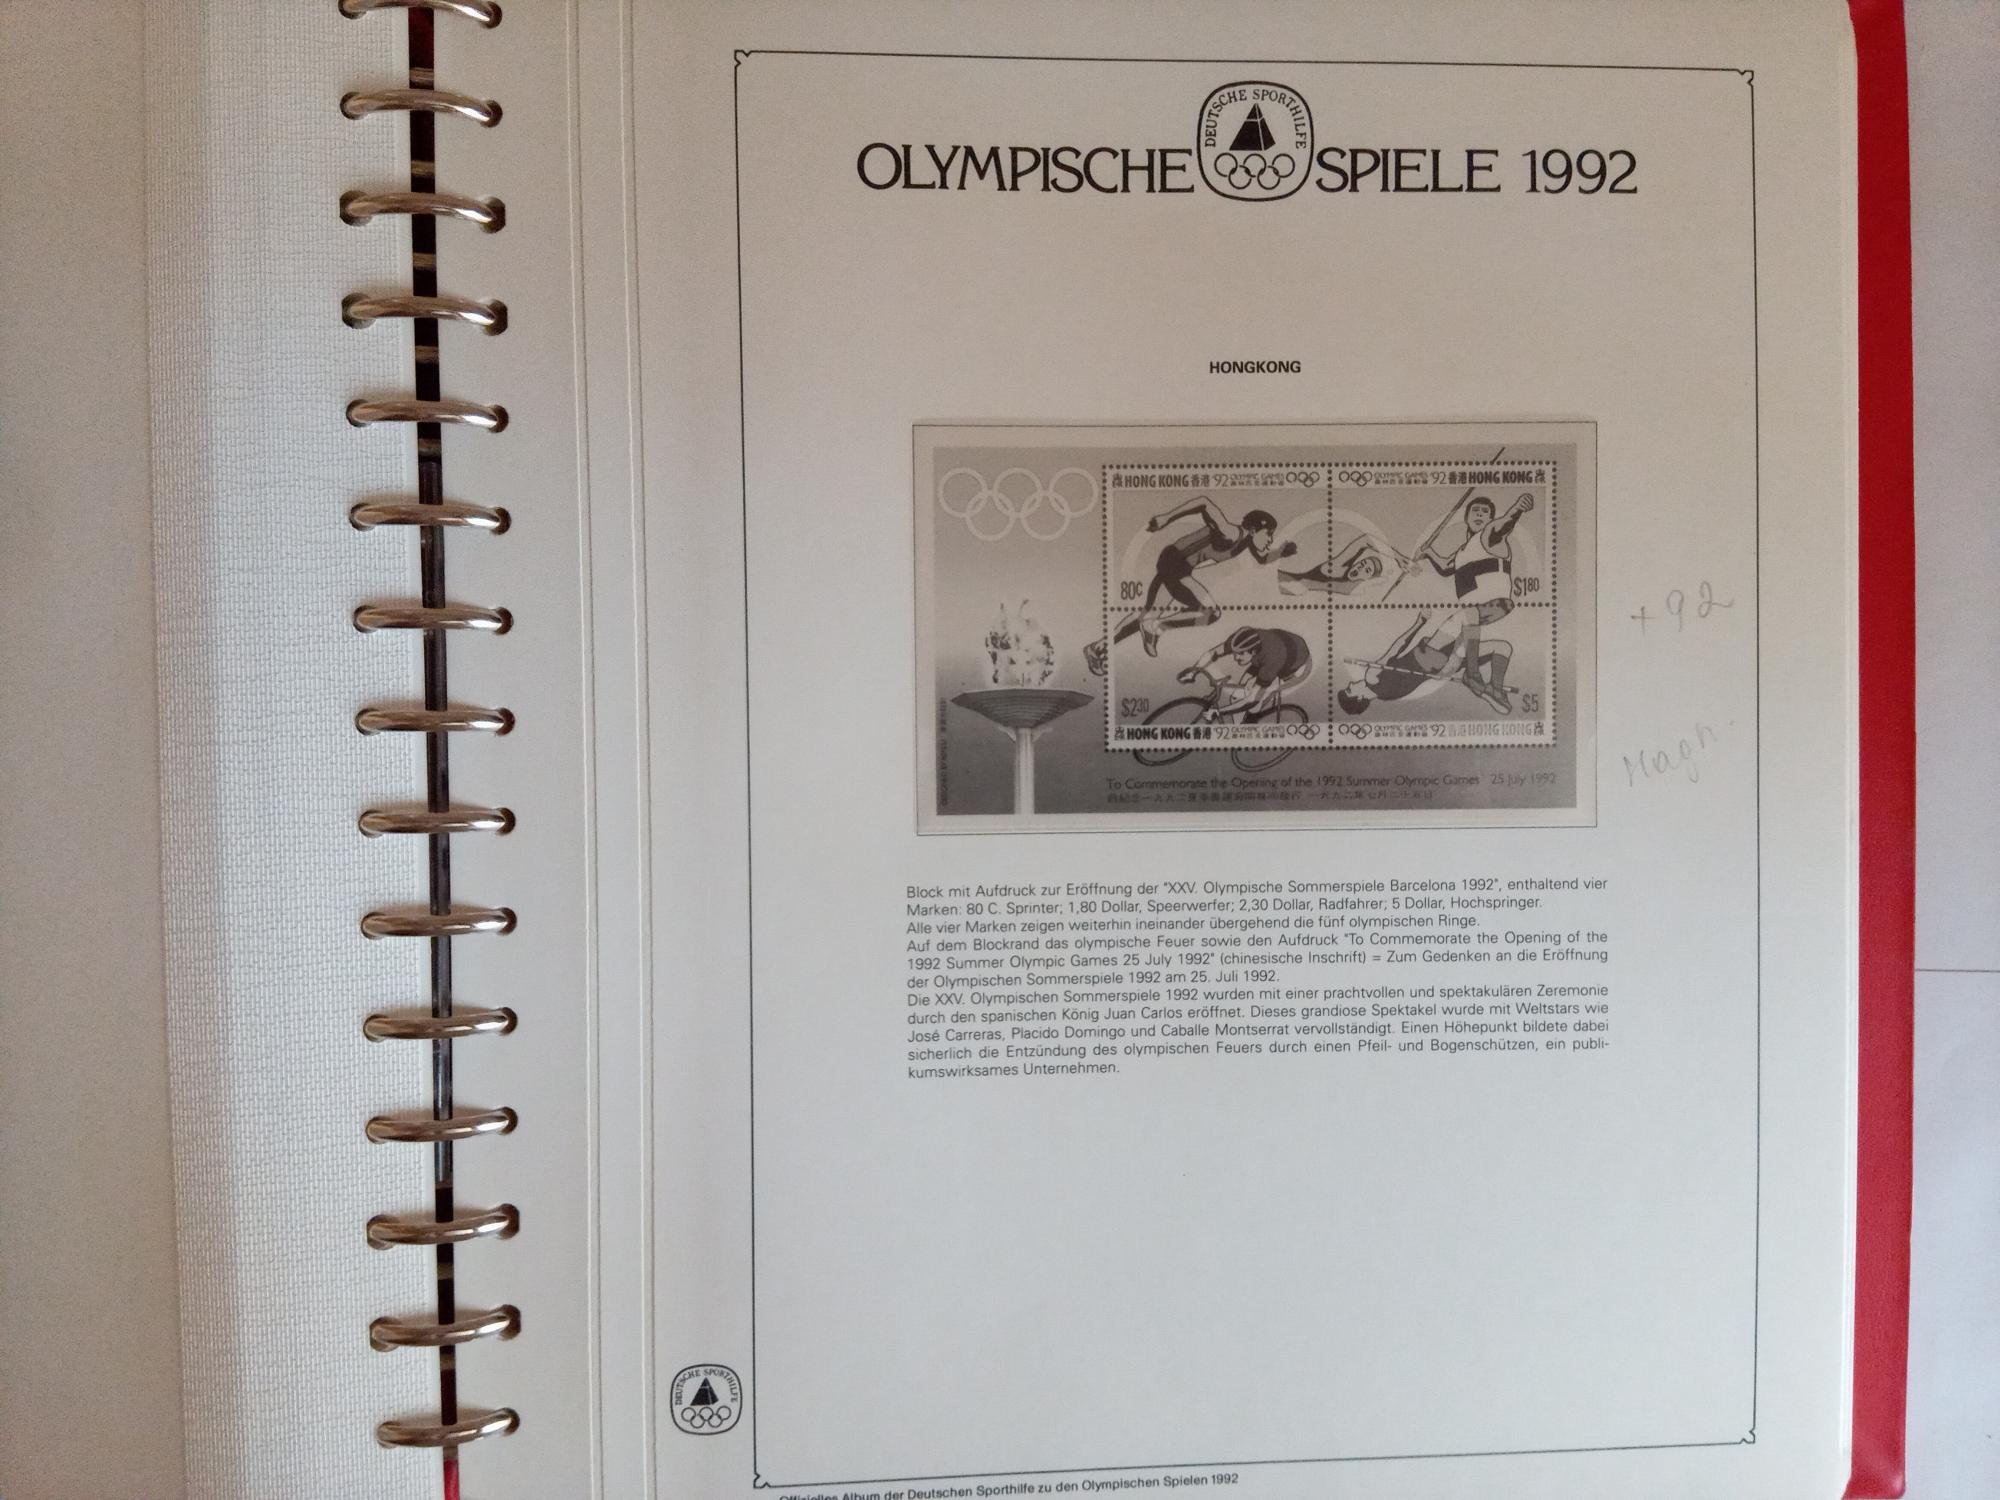 DEUTSCHE SPORTHILFE
OLYMPISCHE SPIELE 1992
HONGKONG
HONG KONG 香港 '92 OLYMPIC GAMES
OLYMPIC GAMES '92 香港 HONG KONG
80c
$1.80
+92
$2.30
$5
HONG KONG 香港 '92 OLYMPIC GAMES
OLYMPIC GAMES '92 香港 HONG KONG
Magn.
To Commemorate the Opening of the 1992 Summer Olympic Games 25 July 1992
Block mit Aufdruck zur Eröffnung der "XXV. Olympische Sommerspiele Barcelona 1992", enthaltend vier
Marken: 80 C. Sprinter; 1,80 Dollar, Speerwerfer; 2,30 Dollar, Radfahrer; 5 Dollar, Hochspringer.
Alle vier Marken zeigen weiterhin ineinander übergehend die fünf olympischen Ringe.
Auf dem Blockrand das olympische Feuer sowie den Aufdruck "To Commemorate the Opening of the
1992 Summer Olympic Games 25 July 1992" (chinesische Inschrift) = Zum Gedenken an die Eröffnung
der Olympischen Sommerspiele 1992 am 25. Juli 1992.
Die XXV. Olympischen Sommerspiele 1992 wurden mit einer prachtvollen und spektakulären Zeremonie
durch den spanischen König Juan Carlos eröffnet. Dieses grandiose Spektakel wurde mit Weltstars wie
José Carreras, Placido Domingo und Caballe Montserrat vervollständigt. Einen Höhepunkt bildete dabei
sicherlich die Entzündung des olympischen Feuers durch einen Pfeil- und Bogenschützen, ein publi-
kumswirksames Unternehmen.
DEUTSCHE SPORTHILFE
Offizielles Album der Deutschen Sporthilfe zu den Olympischen Spielen 1992